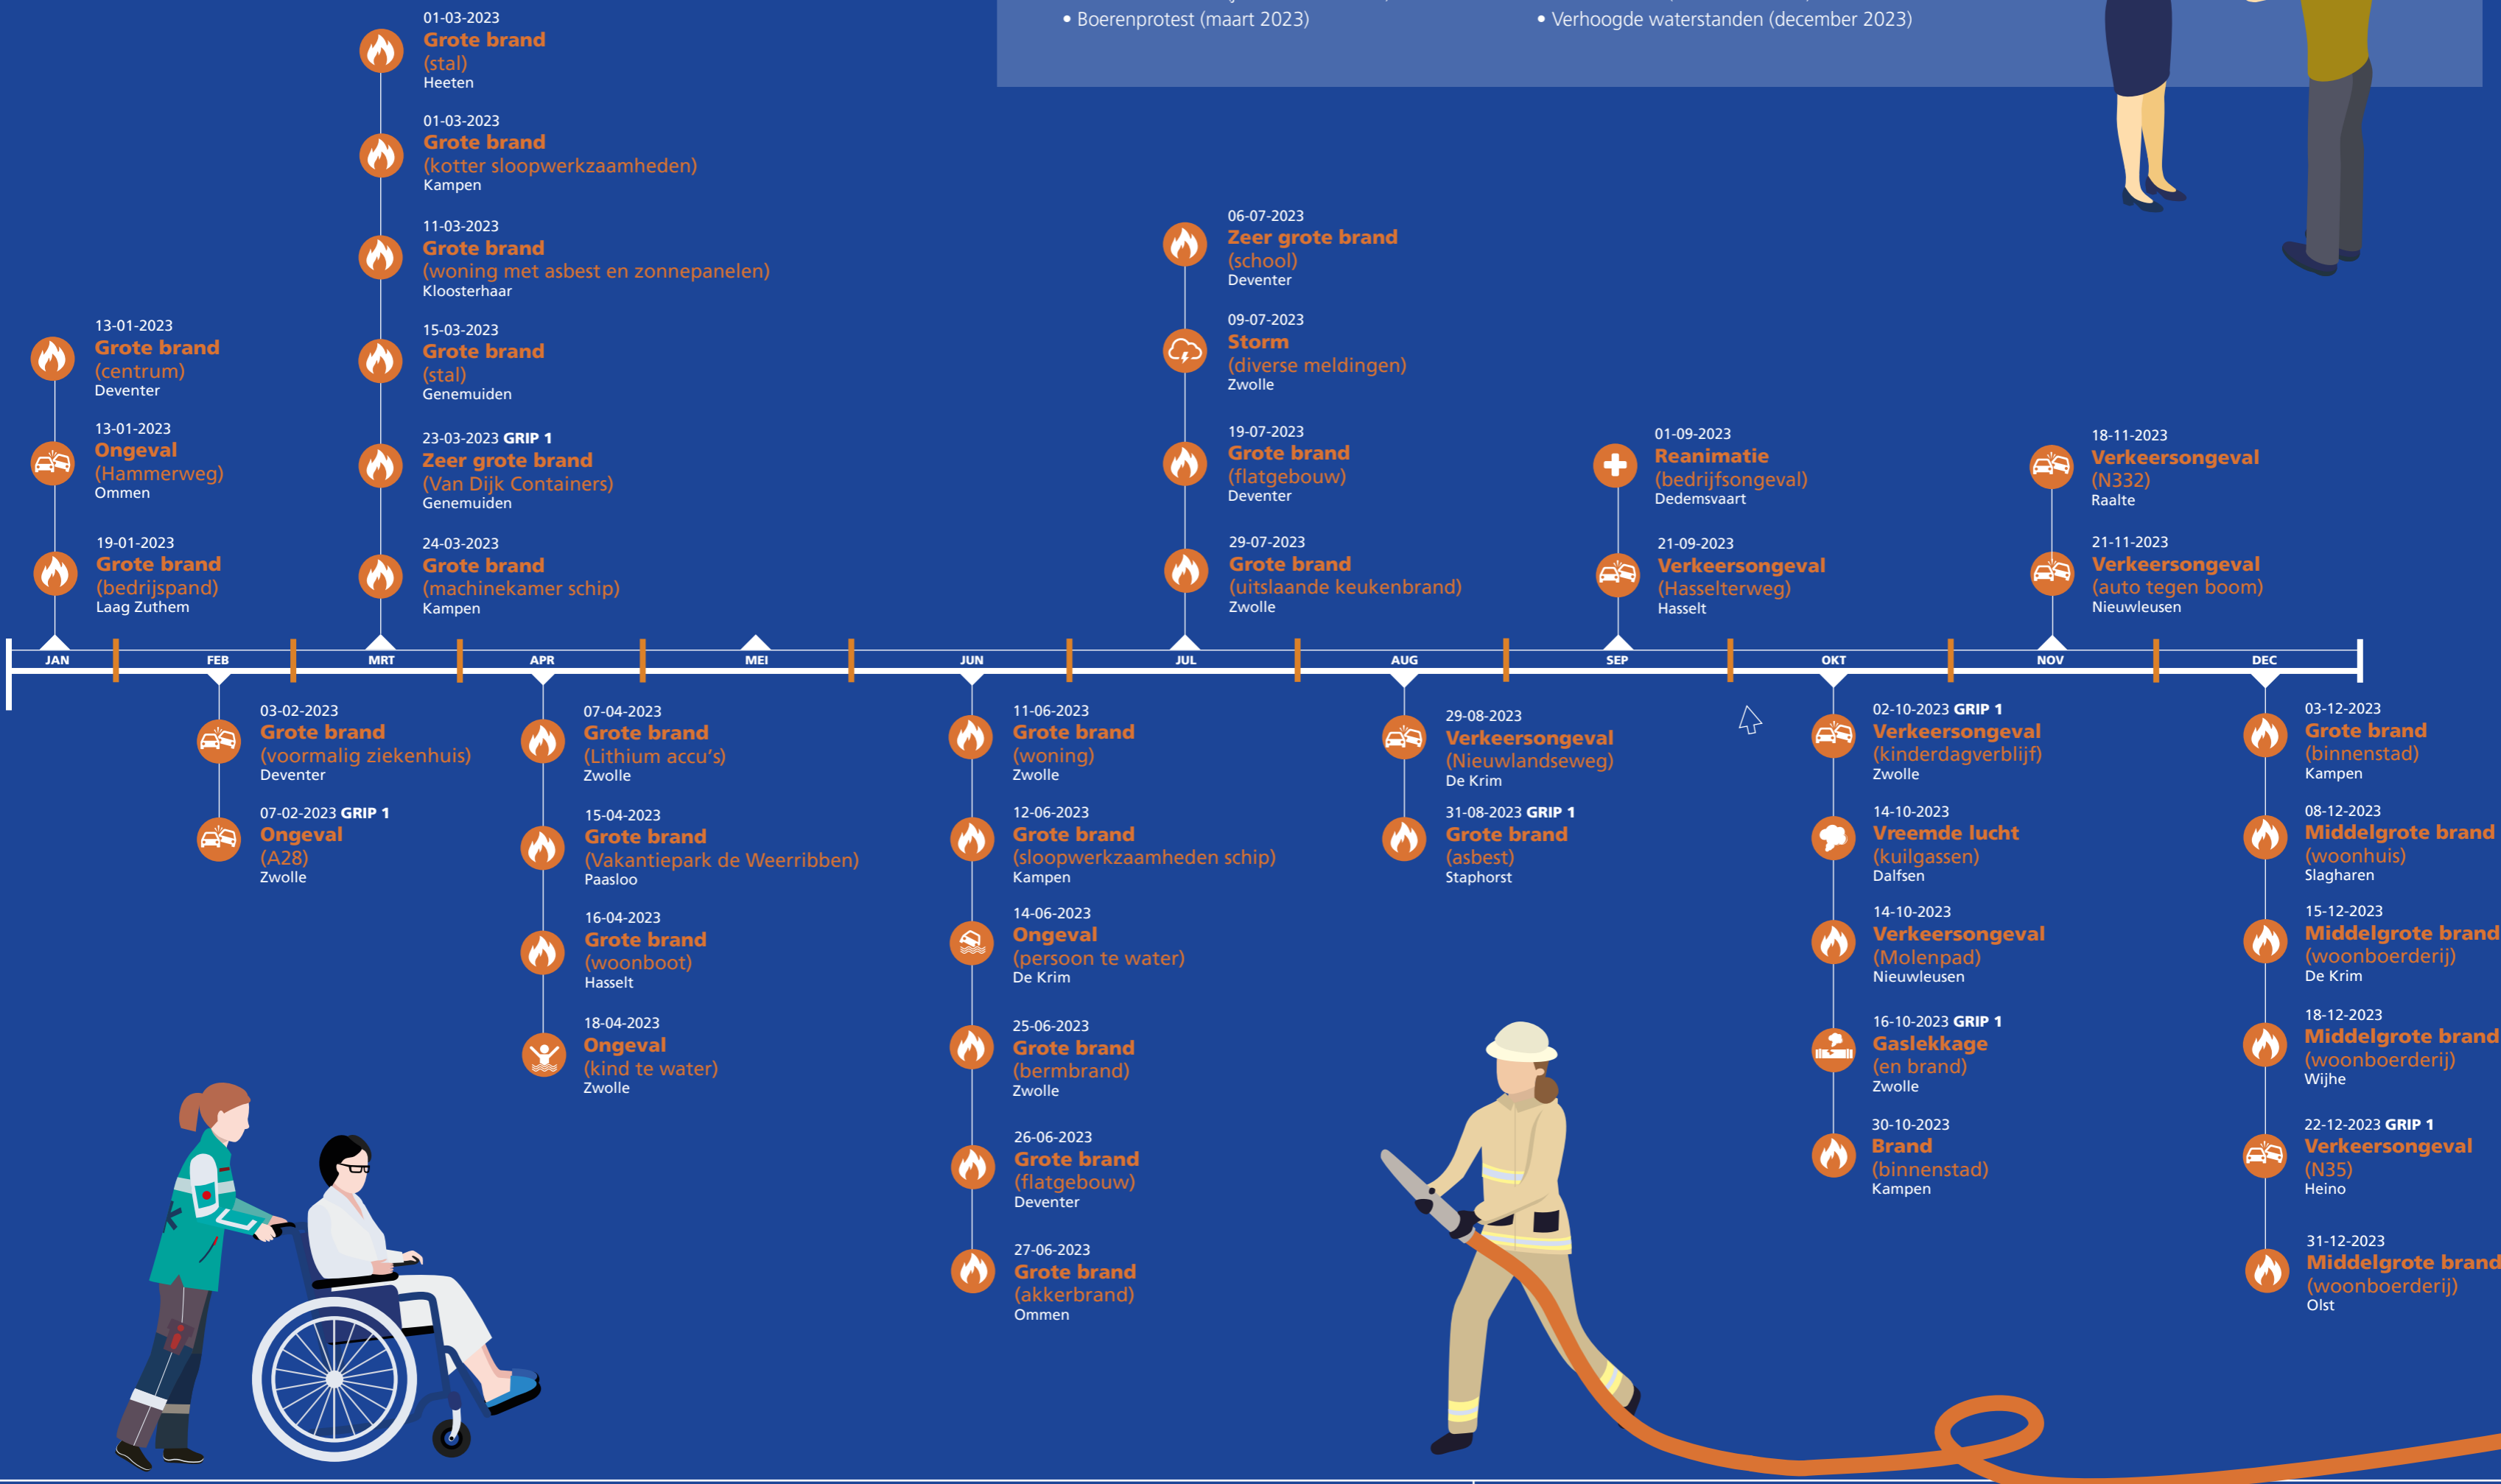 • Boerenprotest (maart 2023)
• Verhoogde waterstanden (december 2023)
13-01-2023
Grote brand
(centrum)
Deventer
13-01-2023
Ongeval
(Hammerweg)
Ommen
19-01-2023
Grote brand
(bedrijspand)
Laag Zuthem
01-03-2023
Grote brand
(stal)
Heeten
01-03-2023
Grote brand
(kotter sloopwerkzaamheden)
Kampen
11-03-2023
Grote brand
(woning met asbest en zonnepanelen)
Kloosterhaar
15-03-2023
Grote brand
(stal)
Genemuiden
23-03-2023 GRIP 1
Zeer grote brand
(Van Dijk Containers)
Genemuiden
24-03-2023
Grote brand
(machinekamer schip)
Kampen
06-07-2023
Zeer grote brand
(school)
Deventer
09-07-2023
Storm
(diverse meldingen)
Zwolle
19-07-2023
Grote brand
(flatgebouw)
Deventer
29-07-2023
Grote brand
(uitslaande keukenbrand)
Zwolle
01-09-2023
Reanimatie
(bedrijfsongeval)
Dedemsvaart
21-09-2023
Verkeersongeval
(Hasselterweg)
Hasselt
18-11-2023
Verkeersongeval
(N332)
Raalte
21-11-2023
Verkeersongeval
(auto tegen boom)
Nieuwleusen
JAN FEB MRT APR MEI JUN JUL AUG SEP OKT NOV DEC
03-02-2023
Grote brand
(voormalig ziekenhuis)
Deventer
07-02-2023 GRIP 1
Ongeval
(A28)
Zwolle
07-04-2023
Grote brand
(Lithium accu's)
Zwolle
15-04-2023
Grote brand
(Vakantiepark de Weerribben)
Paasloo
16-04-2023
Grote brand
(woonboot)
Hasselt
18-04-2023
Ongeval
(kind te water)
Zwolle
11-06-2023
Grote brand
(woning)
Zwolle
12-06-2023
Grote brand
(sloopwerkzaamheden schip)
Kampen
14-06-2023
Ongeval
(persoon te water)
De Krim
25-06-2023
Grote brand
(bermbrand)
Zwolle
26-06-2023
Grote brand
(flatgebouw)
Deventer
27-06-2023
Grote brand
(akkerbrand)
Ommen
29-08-2023
Verkeersongeval
(Nieuwlandseweg)
De Krim
31-08-2023 GRIP 1
Grote brand
(asbest)
Staphorst
02-10-2023 GRIP 1
Verkeersongeval
(kinderdagverblijf)
Zwolle
14-10-2023
Vreemde lucht
(kuilgassen)
Dalfsen
14-10-2023
Verkeersongeval
(Molenpad)
Nieuwleusen
16-10-2023 GRIP 1
Gaslekkage
(en brand)
Zwolle
30-10-2023
Brand
(binnenstad)
Kampen
03-12-2023
Grote brand
(binnenstad)
Kampen
08-12-2023
Middelgrote brand
(woonhuis)
Slagharen
15-12-2023
Middelgrote brand
(woonboerderij)
De Krim
18-12-2023
Middelgrote brand
(woonboerderij)
Wijhe
22-12-2023 GRIP 1
Verkeersongeval
(N35)
Heino
31-12-2023
Middelgrote brand
(woonboerderij)
Olst